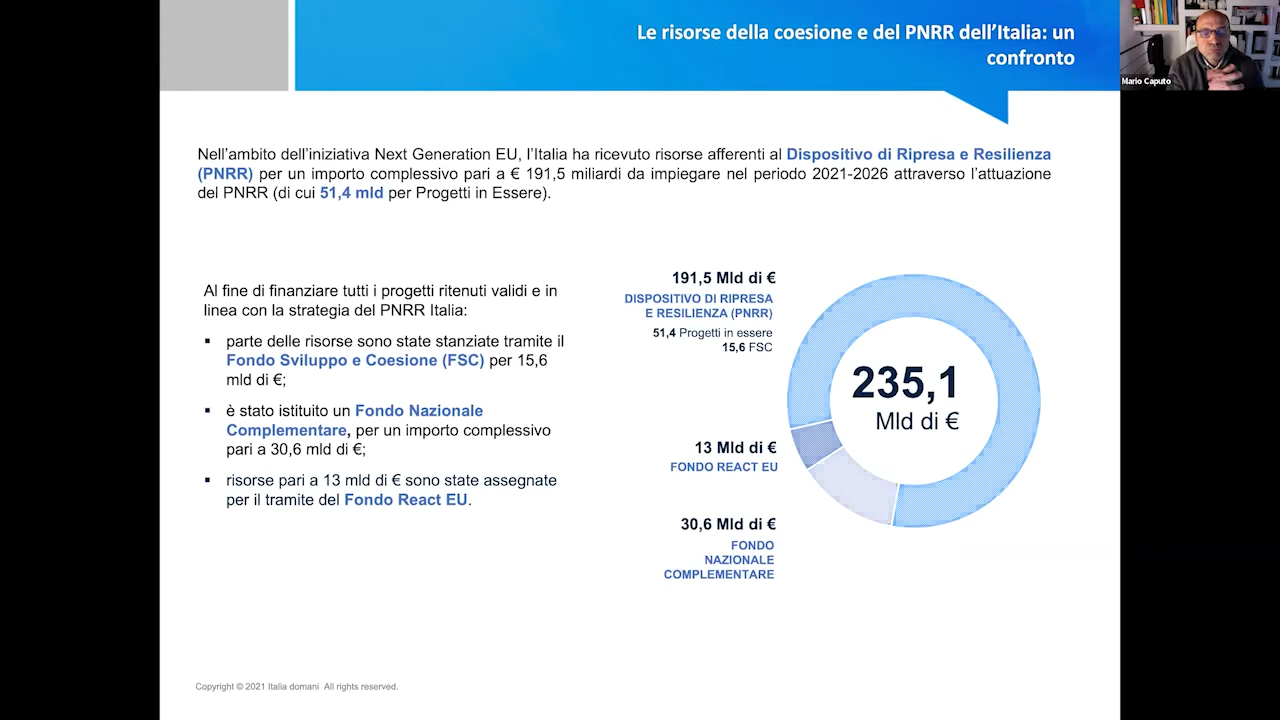 Le risorse della coesione e del PNRR dell’Italia: un
confronto
Mario Caputo
Nell’ambito dell’iniziativa Next Generation EU, l’Italia ha ricevuto risorse afferenti al Dispositivo di Ripresa e Resilienza
(PNRR) per un importo complessivo pari a € 191,5 miliardi da impiegare nel periodo 2021-2026 attraverso l’attuazione
del PNRR (di cui 51,4 mld per Progetti in Essere).
Al fine di finanziare tutti i progetti ritenuti validi e in
linea con la strategia del PNRR Italia:
▪ parte delle risorse sono state stanziate tramite il
Fondo Sviluppo e Coesione (FSC) per 15,6
mld di €;
▪ è stato istituito un Fondo Nazionale
Complementare, per un importo complessivo
pari a 30,6 mld di €;
▪ risorse pari a 13 mld di € sono state assegnate
per il tramite del Fondo React EU.
191,5 Mld di €
DISPOSITIVO DI RIPRESA
E RESILIENZA (PNRR)
51,4 Progetti in essere
15,6 FSC
13 Mld di €
FONDO REACT EU
30,6 Mld di €
FONDO
NAZIONALE
COMPLEMENTARE
235,1
Mld di €
Copyright © 2021 Italia domani All rights reserved.